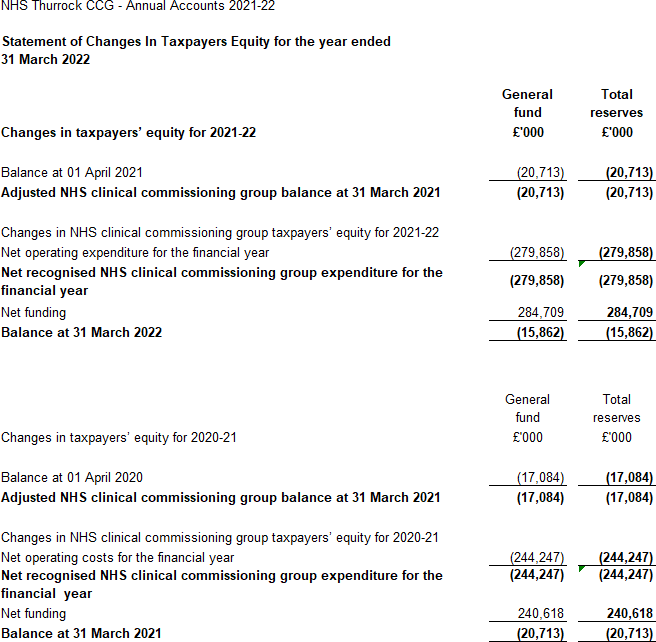 NHS Thurrock CCG - Annual Accounts 2021-22
Statement of Changes In Taxpayers Equity for the year ended
31 March 2022
General Total
fund reserves
Changes in taxpayers’ equity for 2021-22 £'000 £'000
Balance at 01 April 2021 (20,713) (20,713)
Adjusted NHS clinical commissioning group balance at 31 March 2021 (20,713) (20,713)
Changes in NHS clinical commissioning group taxpayers’ equity for 2021-22
Net operating expenditure for the financial year (279,858) (279,858)
Net recognised NHS clinical commissioning group expenditure for the
financial year (279,858) (279,858)
Net funding 284,709 284,709
Balance at 31 March 2022 (15,862) (15,862)
General Total
fund reserves
Changes in taxpayers’ equity for 2020-21 £'000 £'000
Balance at 01 April 2020 (17,084) (17,084)
Adjusted NHS clinical commissioning group balance at 31 March 2021 (17,084) (17,084)
Changes in NHS clinical commissioning group taxpayers’ equity for 2020-21
Net operating costs for the financial year (244,247) (244,247)
Net recognised NHS clinical commissioning group expenditure for the (244,247) (244,247)
financial year
Net funding 240,618 240,618
Balance at 31 March 2021 (20,713) (20,713)